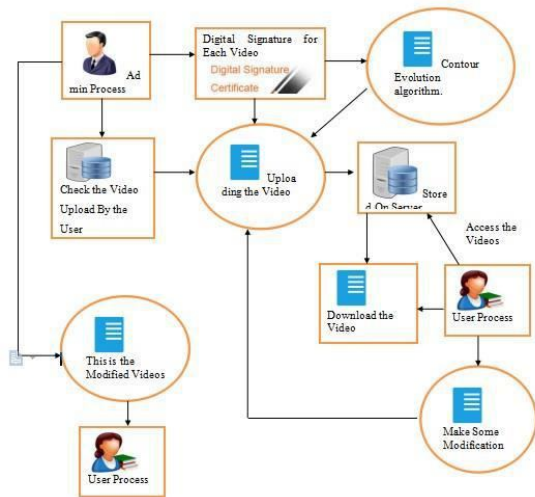 Digital Signature for
Each Video
Digital Signature
Certificate
Ad
min Process
Contour
Evolution algorithm.
Check the Video
Upload By the
User
Uploa
ding the Video
Store
d On Server
Access the
Videos
Download the
Video
User Process
This is the
Modified Videos
Make Some
Modification
User Process